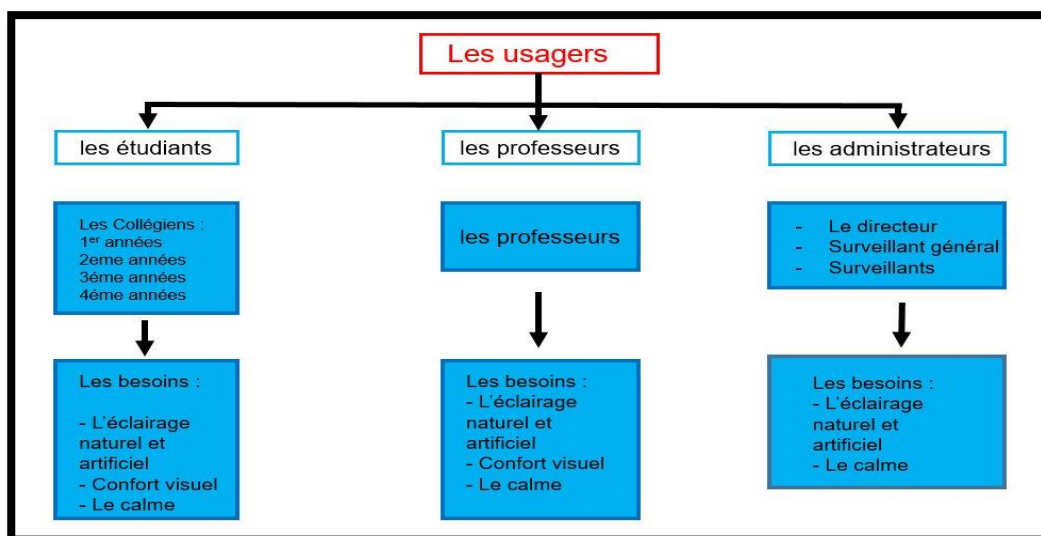 Les usagers
les étudiants
les professeurs
les administrateurs
Les Collégiens :
1er années
2eme années
3éme années
4éme années
les professeurs
- Le directeur
- Surveillant général
- Surveillants
Les besoins :
- L'éclairage
naturel et
artificiel
- Confort visuel
- Le calme
Les besoins :
- L'éclairage
naturel et
artificiel
- Confort visuel
- Le calme
Les besoins :
- L'éclairage
naturel et
artificiel
- Le calme